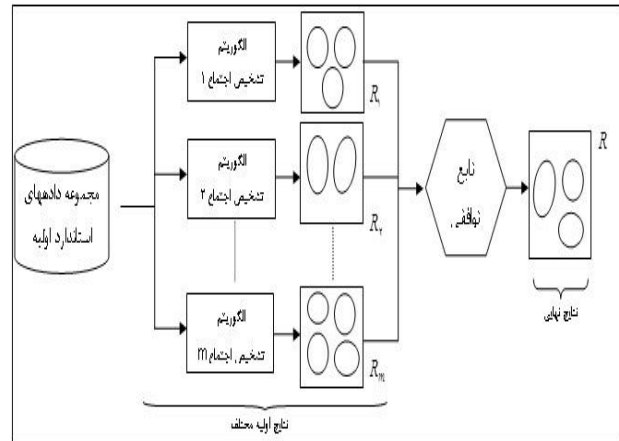 الگوریتم
تشخیص اجتماع ۱
R۱
الگوریتم
تشخیص اجتماع ۲
R۲
مجموعه دادههای
استاندارد اولیه
تابع
توافقی
R
الگوریتم
تشخیص اجتماع m
Rm
نتایج نهایی
نتایج اولیه مختلف